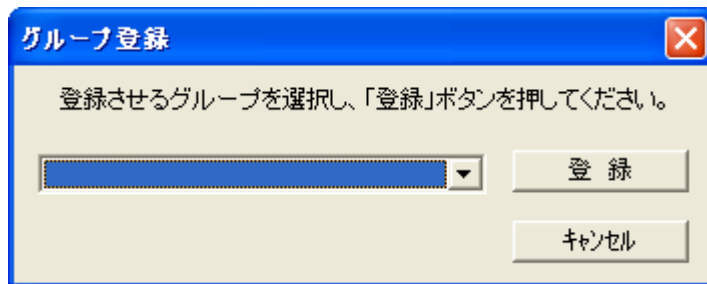 グループ登録
登録させるグループを選択し、「登録」ボタンを押してください。
登 録
キャンセル